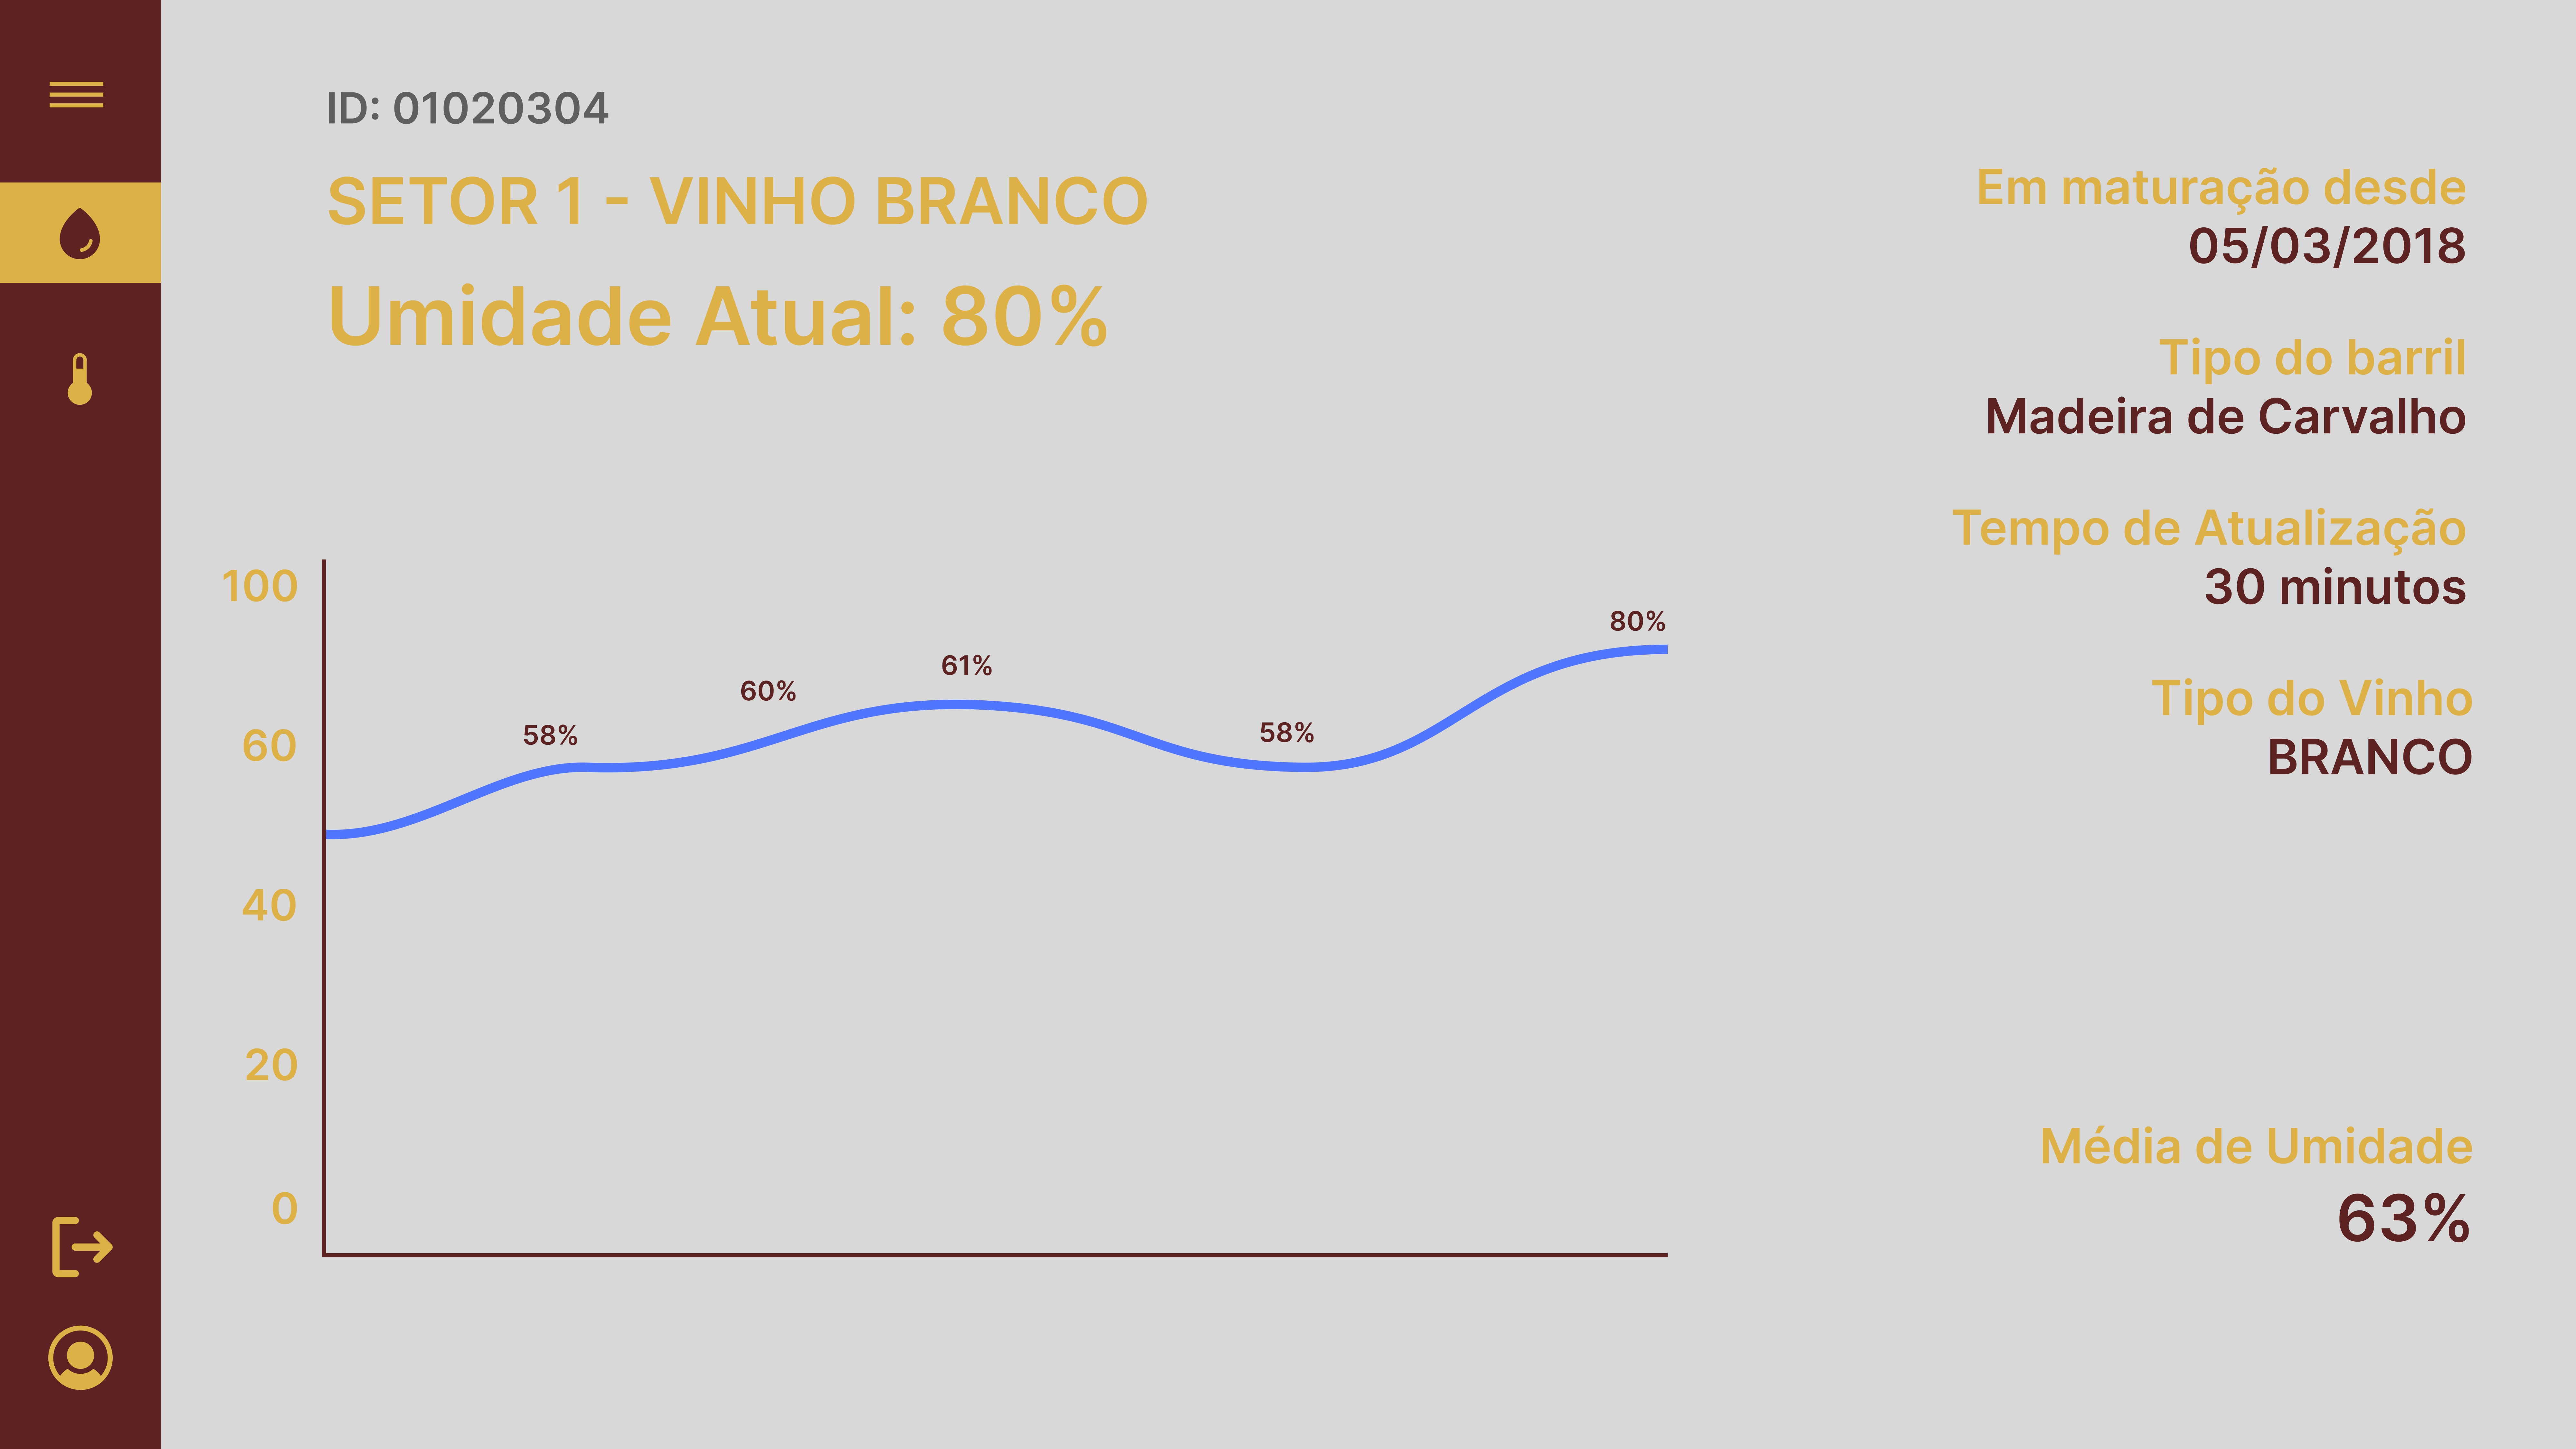 ID: 01020304
SETOR 1 - VINHO BRANCO
Umidade Atual: 80%
Em maturação desde
05/03/2018
Tipo do barril
Madeira de Carvalho
Tempo de Atualização
30 minutos
Tipo do Vinho
BRANCO
100
60
40
20
0
58%
60%
61%
58%
80%
Média de Umidade
63%